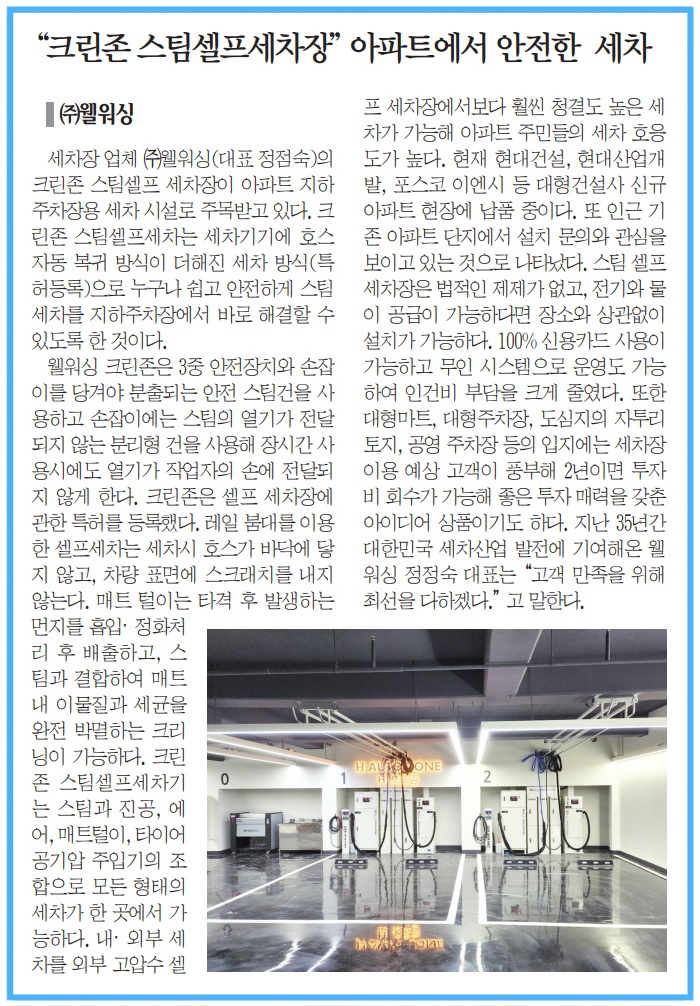 “크린존 스팀셀프세차장” 아파트에서 안전한 세차
㈜웰워싱
세차장 업체 ㈜웰워싱(대표 정점숙)의
크린존 스팀셀프 세차장이 아파트 지하
주차장용 세차 시설로 주목받고 있다. 크
린존 스팀셀프세차는 세차기기에 호스
자동 복귀 방식이 더해진 세차 방식(특
허등록)으로 누구나 쉽고 안전하게 스팀
세차를 지하주차장에서 바로 해결할 수
있도록 한 것이다.
웰워싱 크린존은 3중 안전장치와 손잡
이를 당겨야 분출되는 안전 스팀건을 사
용하고 손잡이에는 스팀의 열기가 전달
되지 않는 분리형 건을 사용해 장시간 사
용시에도 열기가 작업자의 손에 전달되
지 않게 한다. 크린존은 셀프 세차장에
관한 특허를 등록했다. 레일 붐대를 이용
한 셀프세차는 세차시 호스가 바닥에 닿
지 않고, 차량 표면에 스크래치를 내지
않는다. 매트 털이는 타격 후 발생하는
먼지를 흡입· 정화처
리 후 배출하고, 스
팀과 결합하여 매트
내 이물질과 세균을
완전 박멸하는 크리
닝이 가능하다. 크린
존 스팀셀프세차기
는 스팀과 진공, 에
어, 매트털이, 타이어
공기압 주입기의 조
합으로 모든 형태의
세차가 한 곳에서 가
능하다. 내· 외부 세
차를 외부 고압수 셀
프 세차장에서보다 훨씬 청결도 높은 세
차가 가능해 아파트 주민들의 세차 호응
도가 높다. 현재 현대건설, 현대산업개
발, 포스코 이엔시 등 대형건설사 신규
아파트 현장에 납품 중이다. 또 인근 기
존 아파트 단지에서 설치 문의와 관심을
보이고 있는 것으로 나타났다. 스팀 셀프
세차장은 법적인 제제가 없고, 전기와 물
이 공급이 가능하다면 장소와 상관없이
설치가 가능하다. 100% 신용카드 사용이
가능하고 무인 시스템으로 운영도 가능
하여 인건비 부담을 크게 줄였다. 또한
대형마트, 대형주차장, 도심지의 자투리
토지, 공영 주차장 등의 입지에는 세차장
이용 예상 고객이 풍부해 2년이면 투자
비 회수가 가능해 좋은 투자 매력을 갖춘
아이디어 상품이기도 하다. 지난 35년간
대한민국 세차산업 발전에 기여해온 웰
워싱 정정숙 대표는 “고객 만족을 위해
최선을 다하겠다.” 고 말한다.
0
1
2